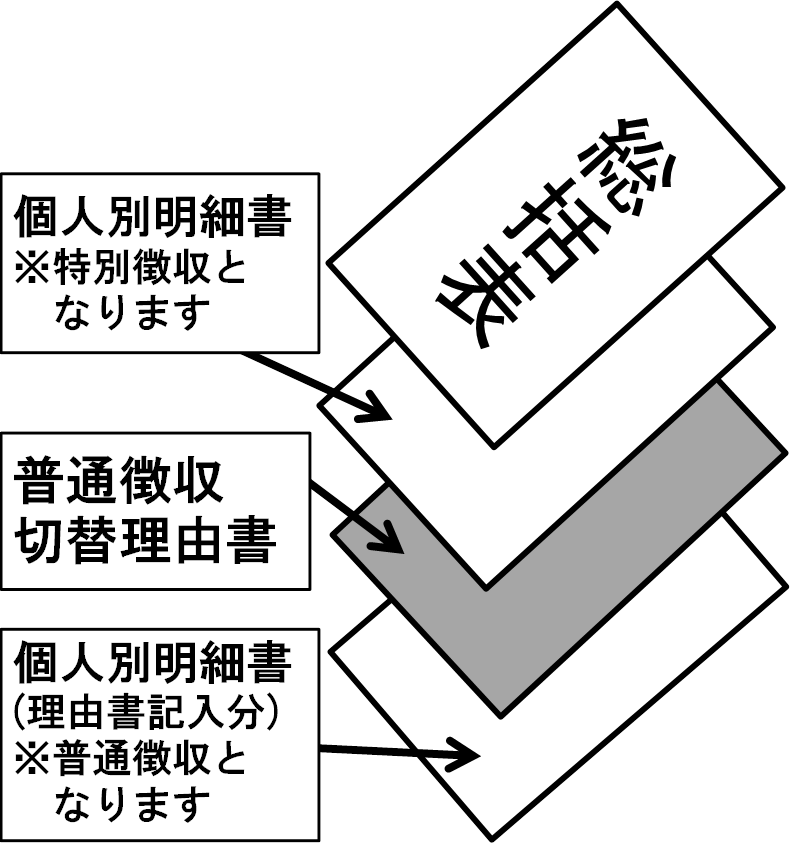 総括表
個人別明細書
※特別徴収と
なります
普通徴収
切替理由書
個人別明細書
(理由書記入分)
※普通徴収と
なります